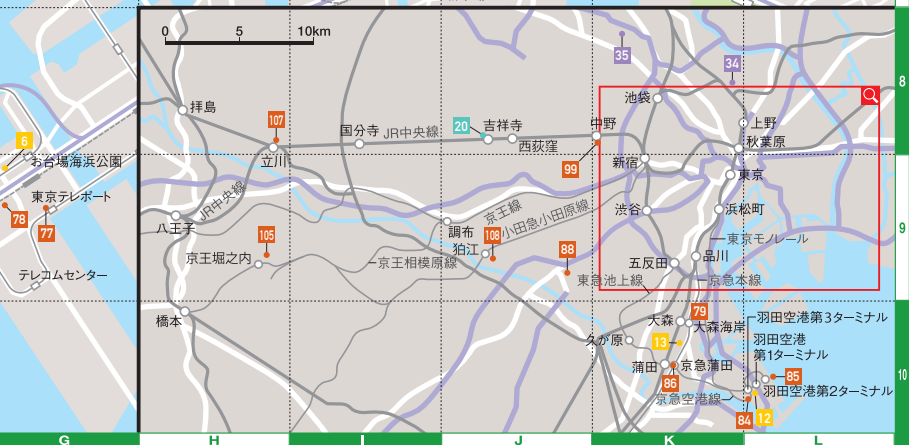 0 5 10km
35
34
8
拝島
池袋
107
上野
6
国分寺
JR中央線
20
吉祥寺
中野
秋葉原
お台場海浜公園
立川
西荻窪
99
新宿
東京テレポート
JR中央線
東京
78
77
八王子
京王線
小田急小田原線
渋谷
浜松町
9
105
調布
108
88
東京モノレール
京王堀之内
狛江
京王相模原線
五反田
品川
テレコムセンター
東急池上線
京急本線
橋本
79
羽田空港第3ターミナル
大森
大森海岸
久が原
13
羽田空港
第1ターミナル
蒲田
京急蒲田
85
10
86
羽田空港第2ターミナル
京急空港線
84
12
G H I J K L